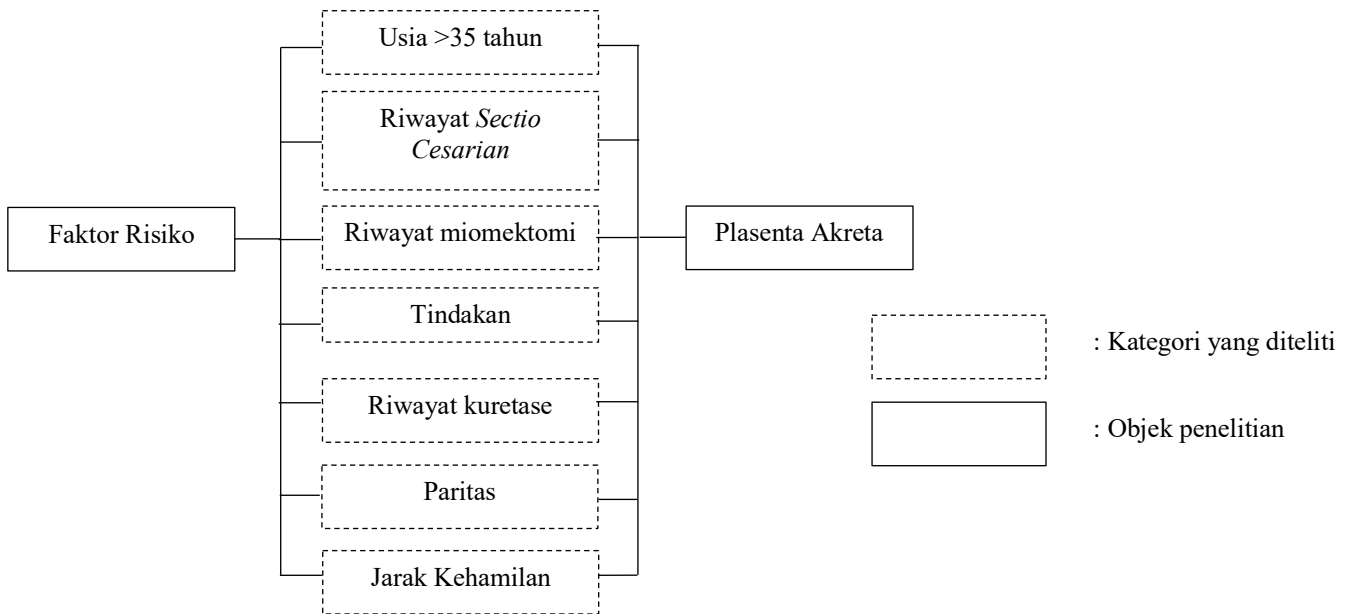 Usia >35 tahun
Riwayat Sectio
Cesarian
Faktor Risiko
Riwayat miomektomi
Plasenta Akreta
Tindakan
Riwayat kuretase
Paritas
Jarak Kehamilan
: Kategori yang diteliti
: Objek penelitian